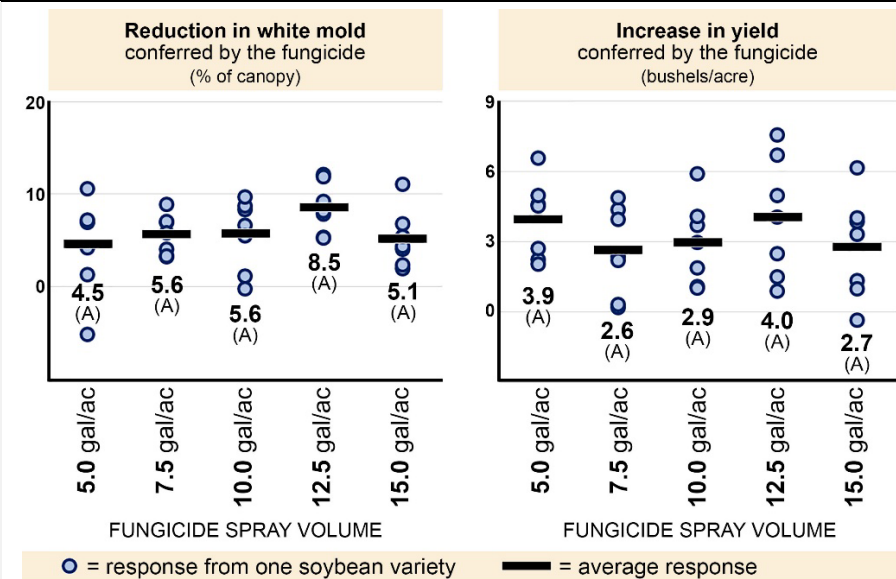 Reduction in white mold
conferred by the fungicide
(% of canopy)
20
10
0
4.5
(A)
5.6
(A)
5.6
(A)
8.5
(A)
5.1
(A)
5.0 gal/ac
7.5 gal/ac
10.0 gal/ac
12.5 gal/ac
15.0 gal/ac
FUNGICIDE SPRAY VOLUME
Increase in yield
conferred by the fungicide
(bushels/acre)
9
6
3
0
3.9
(A)
2.6
(A)
2.9
(A)
4.0
(A)
2.7
(A)
5.0 gal/ac
7.5 gal/ac
10.0 gal/ac
12.5 gal/ac
15.0 gal/ac
FUNGICIDE SPRAY VOLUME
= response from one soybean variety
= average response